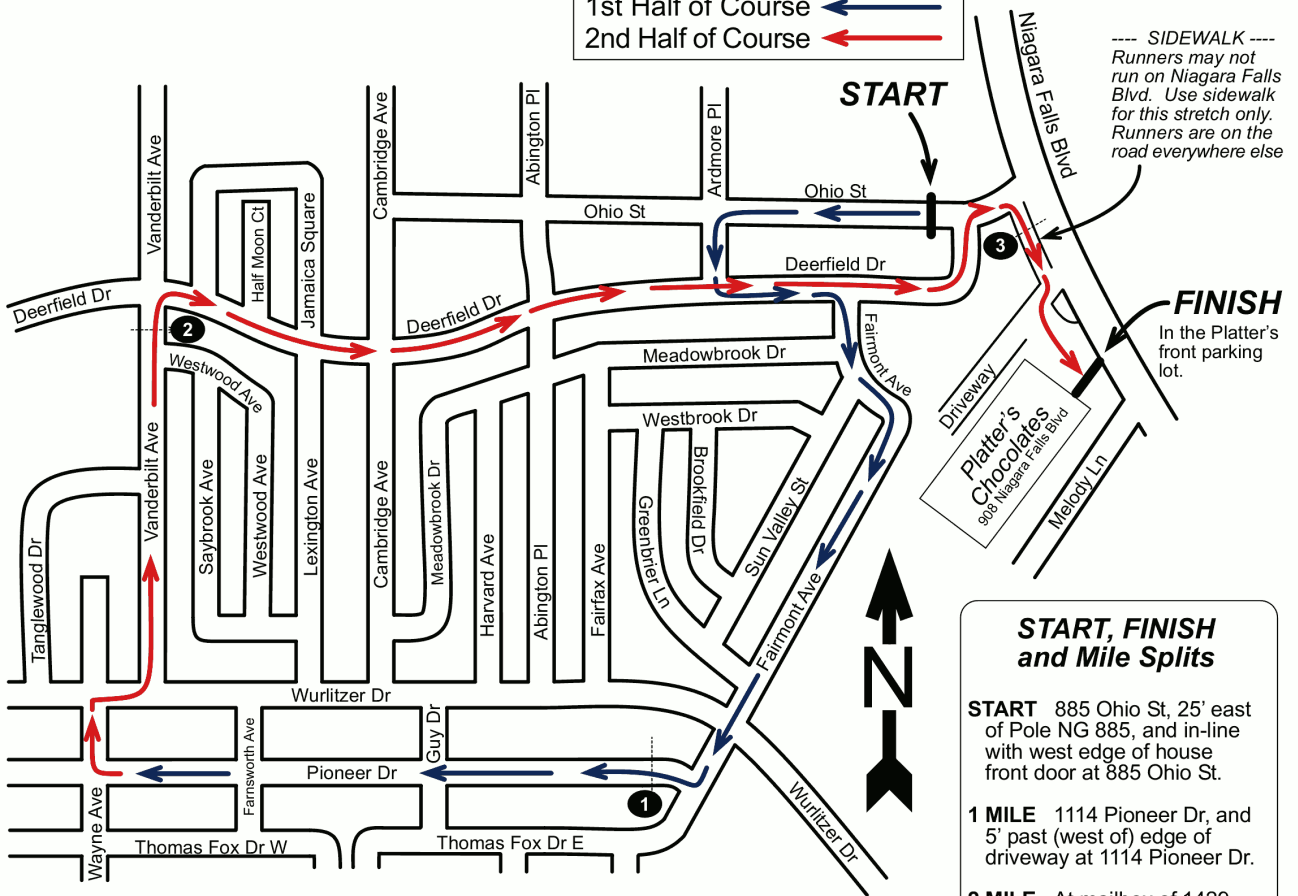 1st Half of Course
2nd Half of Course
START
Niagara Falls Blvd
---- SIDEWALK ----
Runners may not
run on Niagara Falls
Blvd. Use sidewalk
for this stretch only.
Runners are on the
road everywhere else
Vanderbilt Ave
Cambridge Ave
Abington Pl
Ardmore Pl
Ohio St
Ohio St
Half Moon Ct
Jamaica Square
Deerfield Dr
Deerfield Dr
Deerfield Dr
3
2
FINISH
In the Platter's
front parking
lot.
Westwood Ave
Meadowbrook Dr
Fairmont Ave
Westbrook Dr
Driveway
Platter's
Chocolates
908 Niagara Falls Blvd
Melody Ln
Vanderbilt Ave
Tanglewood Dr
Saybrook Ave
Westwood Ave
Lexington Ave
Cambridge Ave
Meadowbrook Dr
Harvard Ave
Abington Pl
Fairfax Ave
Greenbrier Ln
Brookfield Dr
Sun Valley St
Fairmont Ave
N
Wurlitzer Dr
Guy Dr
Farnsworth Ave
Pioneer Dr
1
Wayne Ave
Thomas Fox Dr W
Thomas Fox Dr E
Wurlitzer Dr
START, FINISH
and Mile Splits
START 885 Ohio St, 25' east
of Pole NG 885, and in-line
with west edge of house
front door at 885 Ohio St.
1 MILE 1114 Pioneer Dr, and
5' past (west of) edge of
driveway at 1114 Pioneer Dr.